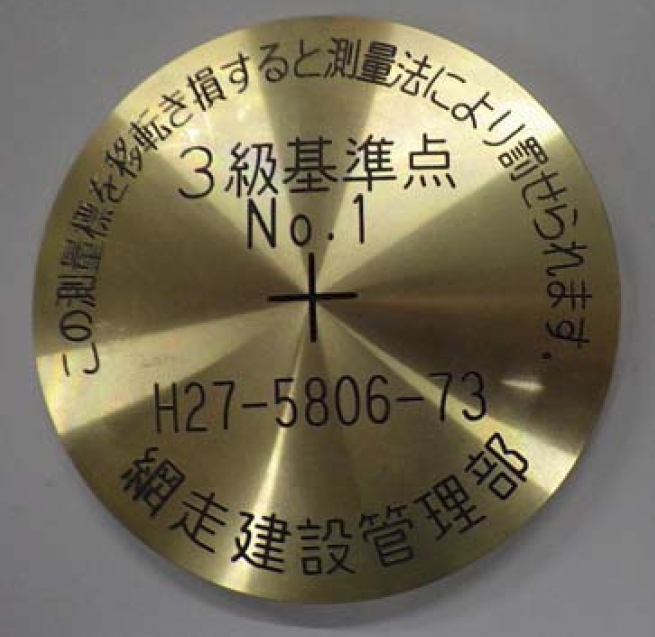 この測量標を移転き損すると測量法により罰せられます.
3級基準点
No.1
H27-5806-73
網走建設管理部